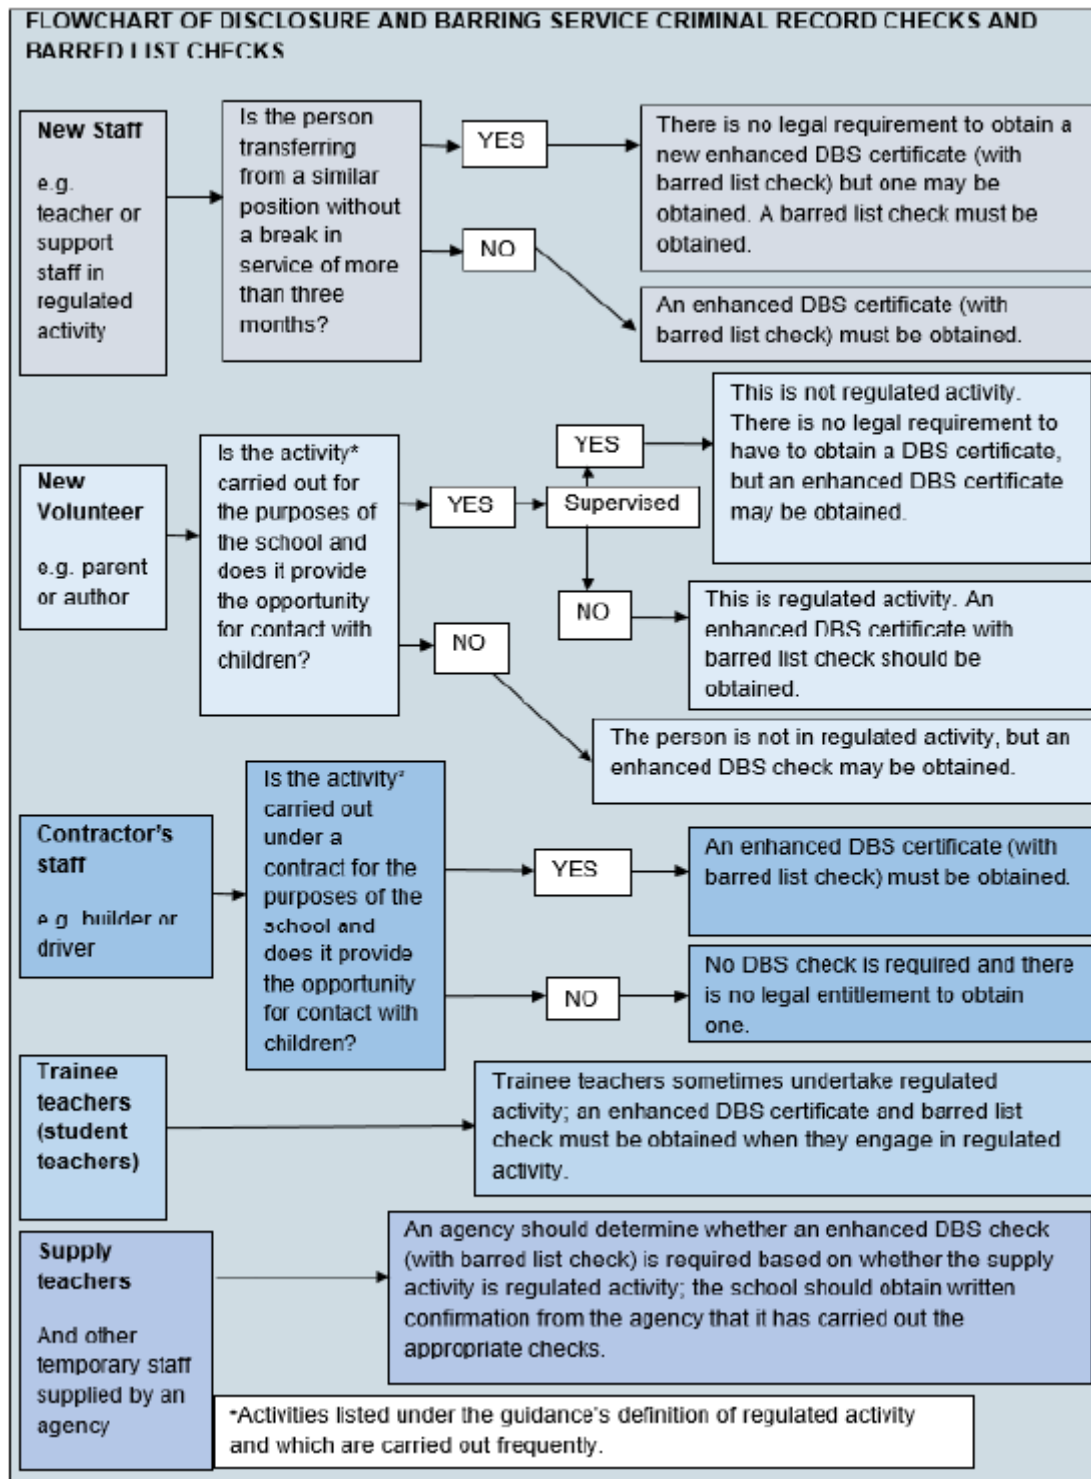 FLOWCHART OF DISCLOSURE AND BARRING SERVICE CRIMINAL RECORD CHECKS AND
BARRED LIST CHECKS
New Staff
e.g.
teacher or
support
staff in
regulated
activity
Is the person
transferring
from a similar
position without
a break in
service of more
than three
months?
YES
There is no legal requirement to obtain a
new enhanced DBS certificate (with
barred list check) but one may be
obtained. A barred list check must be
obtained.
NO
An enhanced DBS certificate (with
barred list check) must be obtained.
New
Volunteer
e.g. parent
or author
Is the activity*
carried out for
the purposes of
the school and
does it provide
the opportunity
for contact with
children?
YES
Supervised
YES
This is not regulated activity.
There is no legal requirement to
have to obtain a DBS certificate,
but an enhanced DBS certificate
may be obtained.
NO
This is regulated activity. An
enhanced DBS certificate with
barred list check should be
obtained.
NO
The person is not in regulated activity, but an
enhanced DBS check may be obtained.
Contractor's
staff
e.g. builder or
driver
Is the activity*
carried out
under a
contract for the
purposes of the
school and
does it provide
the opportunity
for contact with
children?
YES
An enhanced DBS certificate (with
barred list check) must be obtained.
NO
No DBS check is required and there
is no legal entitlement to obtain
one.
Trainee
teachers
(student
teachers)
Trainee teachers sometimes undertake regulated
activity; an enhanced DBS certificate and barred list
check must be obtained when they engage in regulated
activity.
Supply
teachers
And other
temporary staff
supplied by an
agency
An agency should determine whether an enhanced DBS check
(with barred list check) is required based on whether the supply
activity is regulated activity; the school should obtain written
confirmation from the agency that it has carried out the
appropriate checks.
*Activities listed under the guidance's definition of regulated activity
and which are carried out frequently.